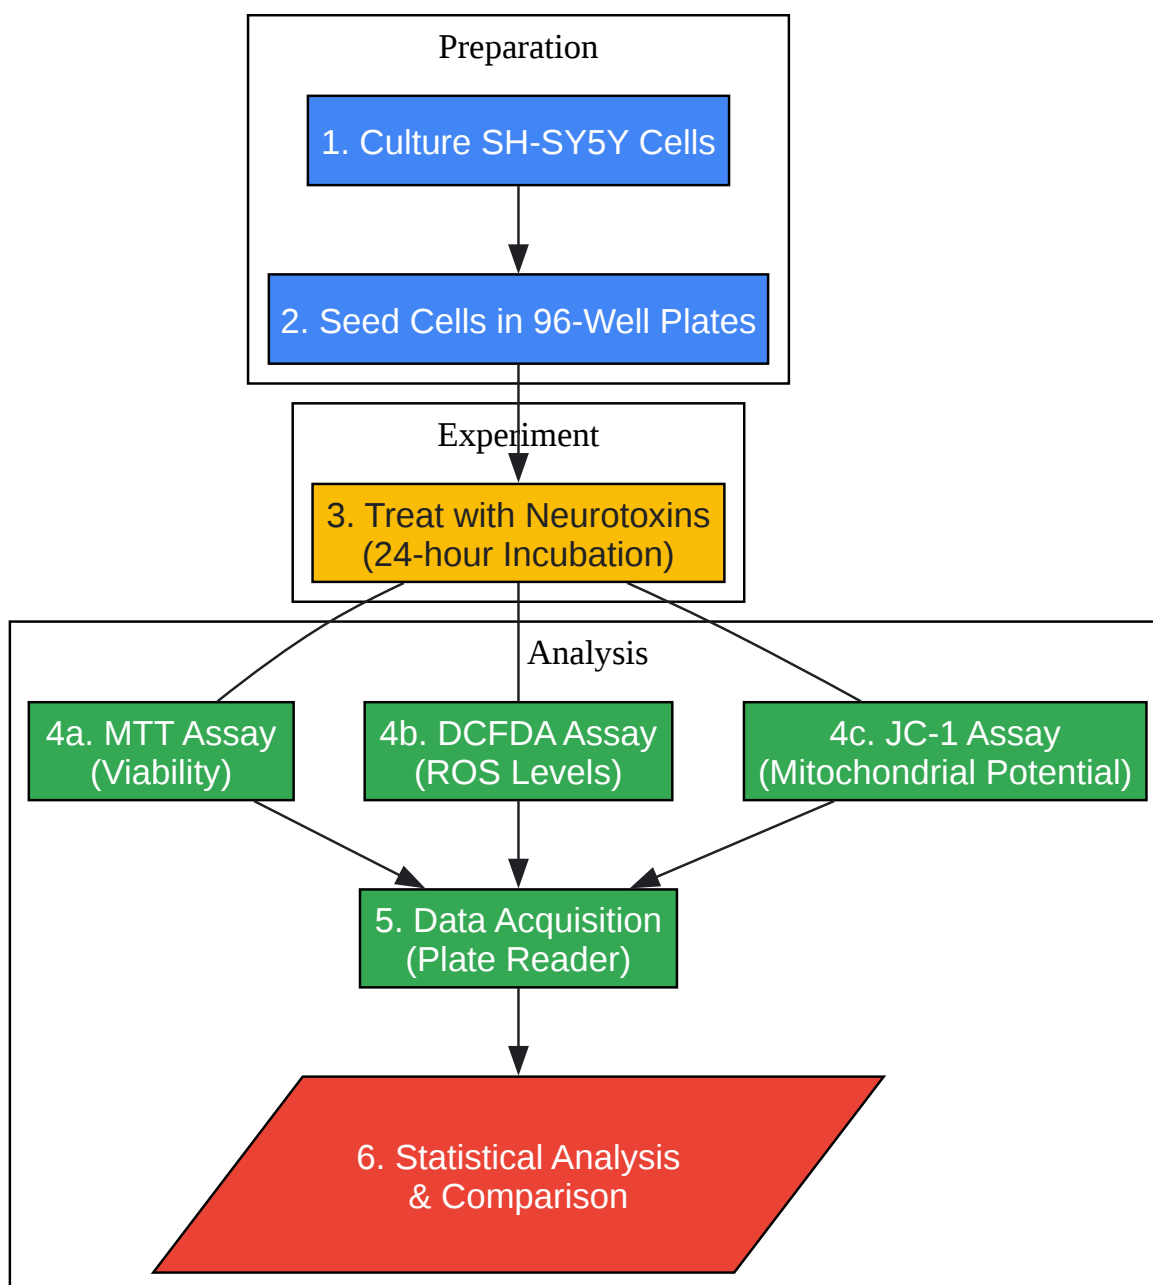 Preparation
1. Culture SH-SY5Y Cells
2. Seed Cells in 96-Well Plates
Experiment
3. Treat with Neurotoxins
(24-hour Incubation)
Analysis
4a. MTT Assay
(Viability)
4b. DCFDA Assay
(ROS Levels)
4c. JC-1 Assay
(Mitochondrial Potential)
5. Data Acquisition
(Plate Reader)
6. Statistical Analysis
& Comparison